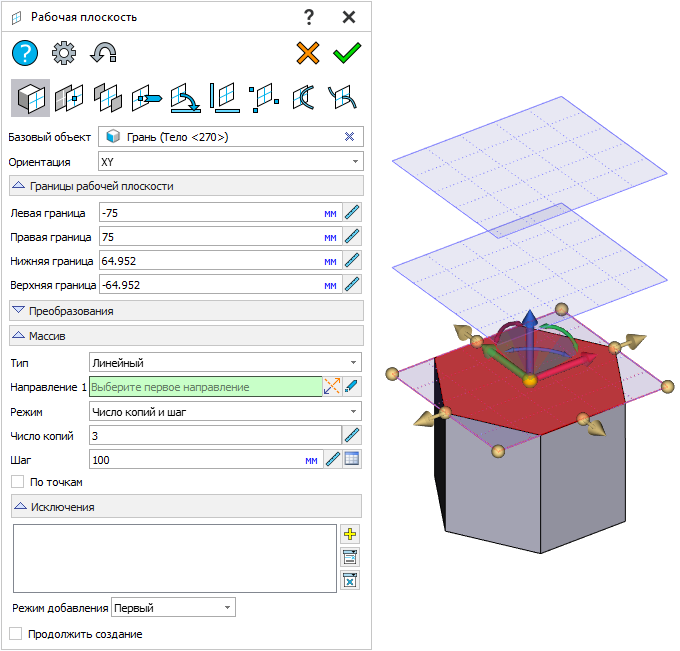 Рабочая плоскость ?
?
Базовый объект Грань (Тело <270>)
Ориентация XY
Границы рабочей плоскости
Левая граница -75 мм
Правая граница 75 мм
Нижняя граница 64.952 мм
Верхняя граница -64.952 мм
Преобразования
Массив
Тип Линейный
Направление 1 Выберите первое направление
Режим Число копий и шаг
Число копий 3
Шаг 100 мм
По точкам
Исключения
Режим добавления Первый
Продолжить создание